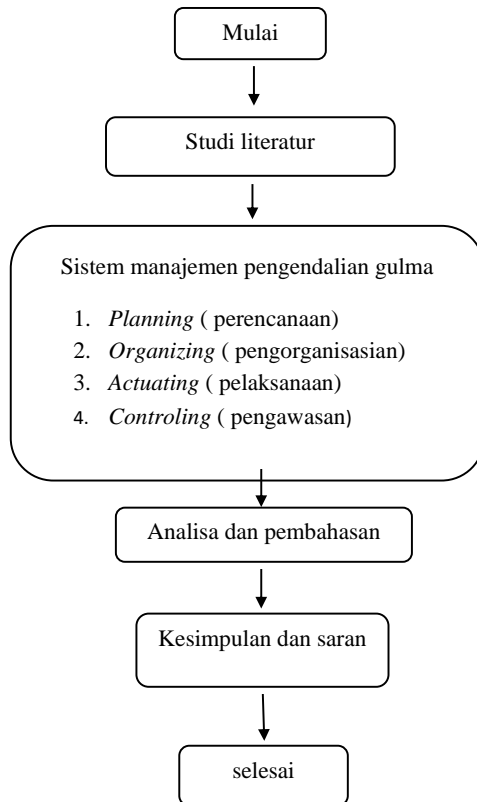 Mulai
Studi literatur
Sistem manajemen pengendalian gulma
1. Planning ( perencanaan)
2. Organizing ( pengorganisasian)
3. Actuating ( pelaksanaan)
4. Controling ( pengawasan)
Analisa dan pembahasan
Kesimpulan dan saran
selesai